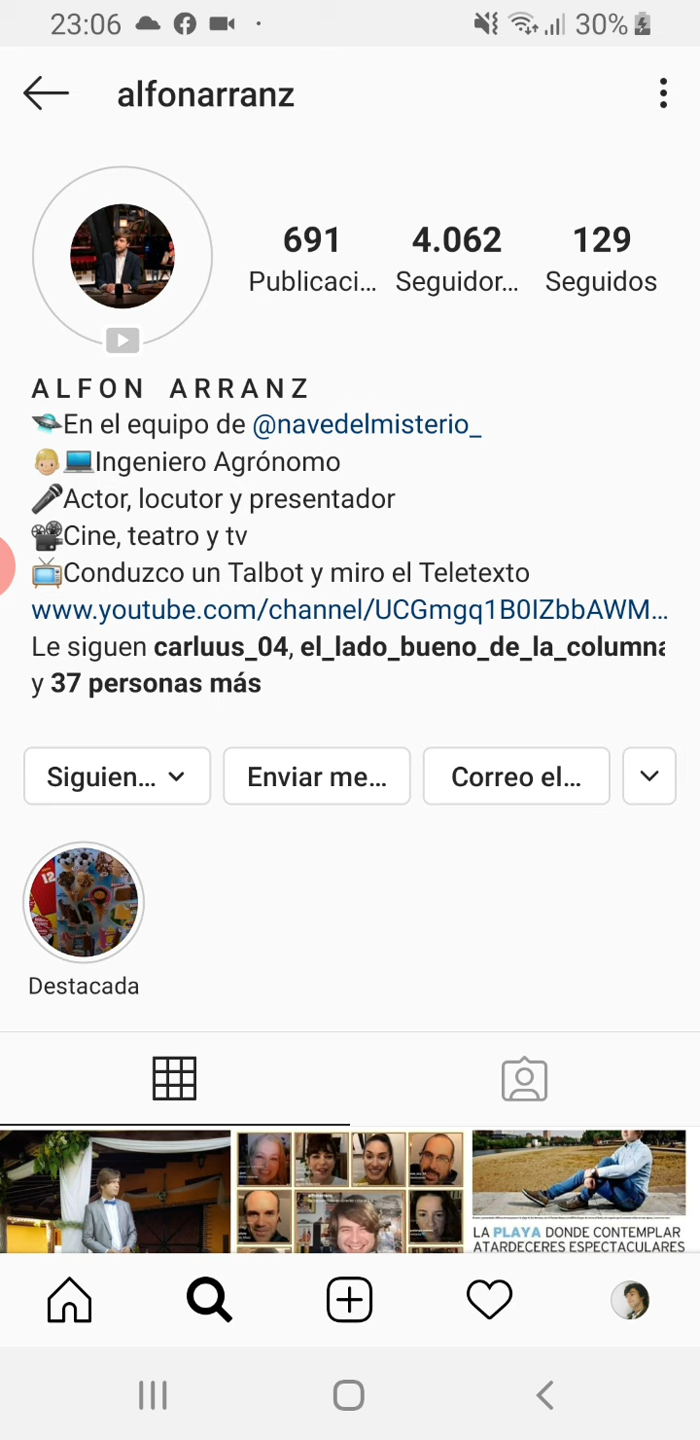 23:06
30%
alfonarranz
691
4.062
129
Publicaci...
Seguidor...
Seguidos
ALFON ARRANZ
🛸En el equipo de @navedelmisterio_
👨🏼‍💻Ingeniero Agrónomo
🎤Actor, locutor y presentador
🎥Cine, teatro y tv
📺Conduzco un Talbot y miro el Teletexto
www.youtube.com/channel/UCGmgq1B0IZbbAWM...
Le siguen carluus_04, el_lado_bueno_de_la_columna
y 37 personas más
Siguien...
Enviar me...
Correo el...
12
Destacada
LA PLAYA DONDE CONTEMPLAR
ATARDECERES ESPECTACULARES